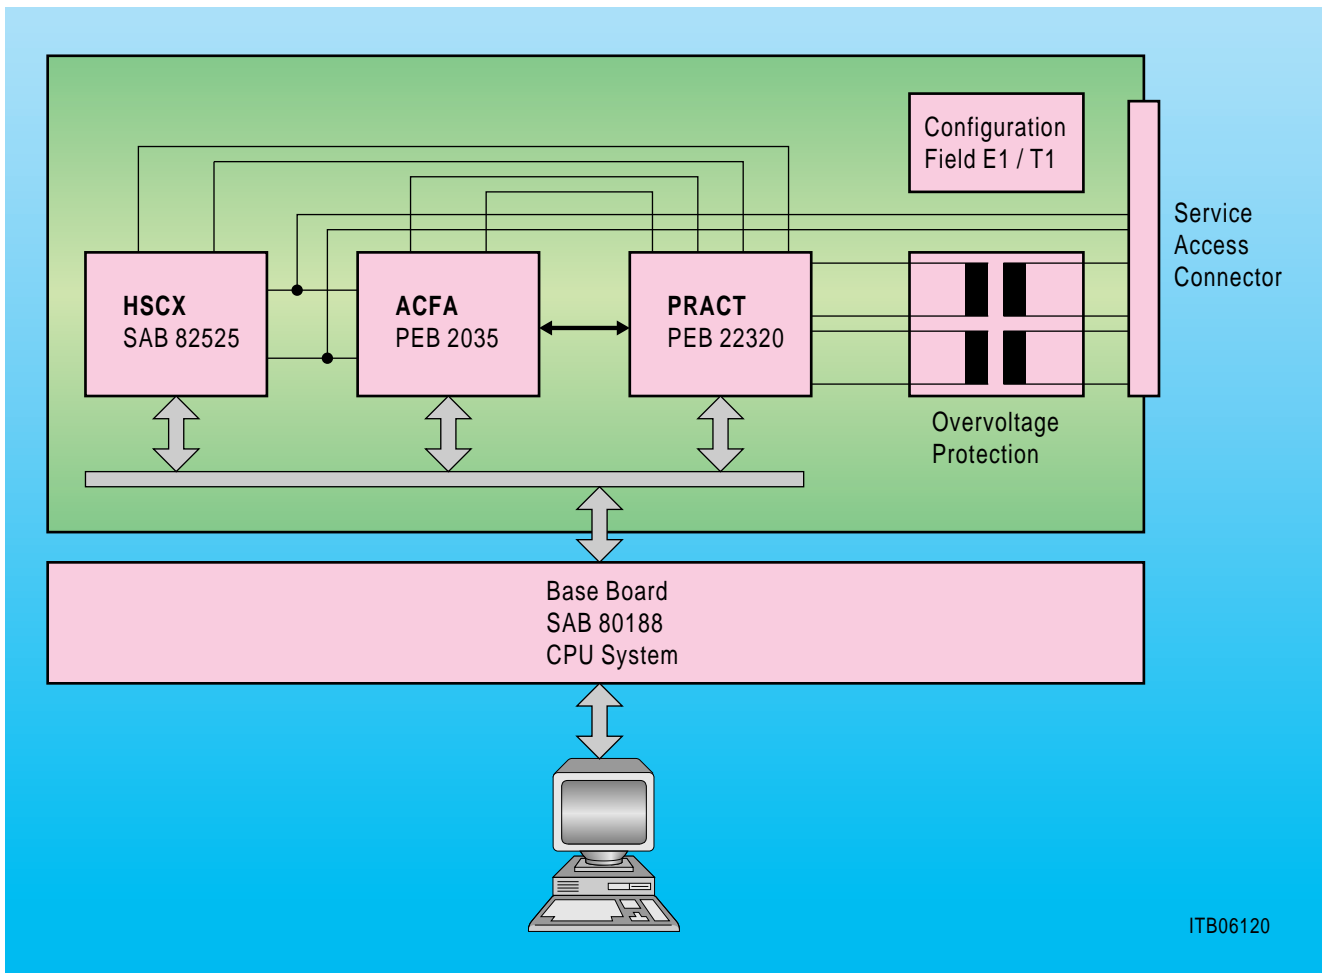 Configuration
Field E1 / T1
Service
Access
Connector
HSCX
SAB 82525
ACFA
PEB 2035
PRACT
PEB 22320
Overvoltage
Protection
Base Board
SAB 80188
CPU System
ITB06120